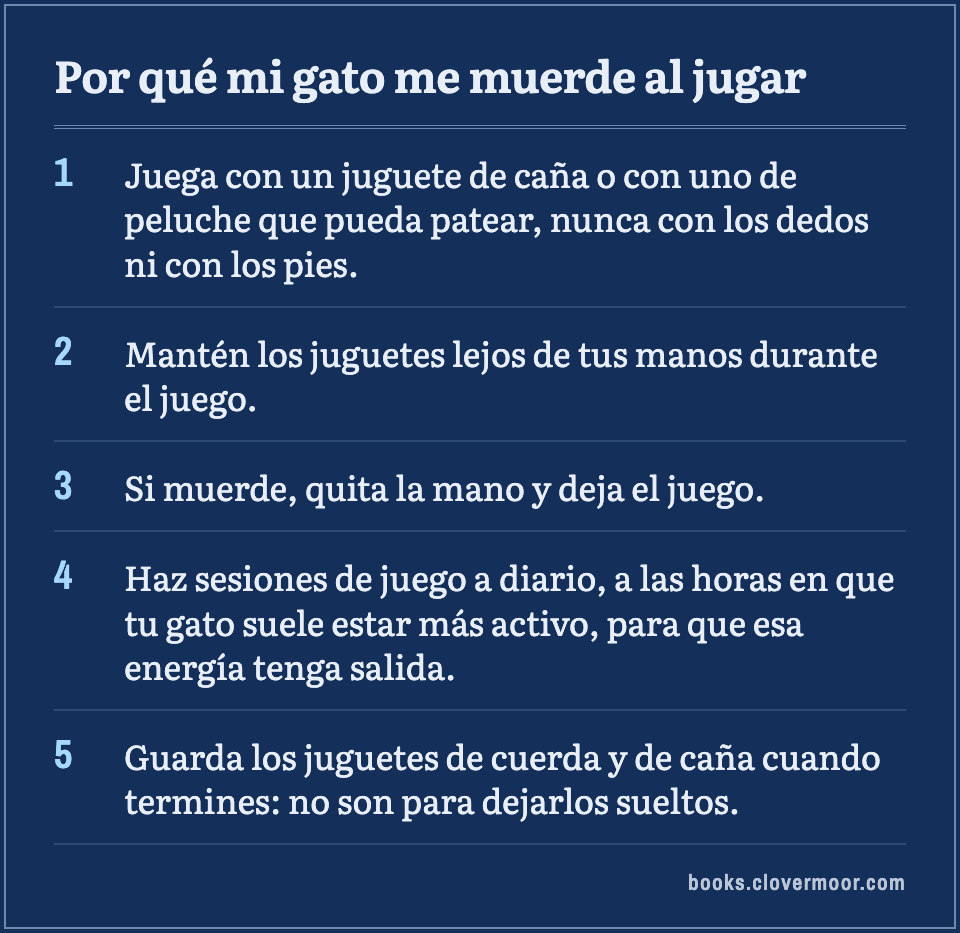 Por qué mi gato me muerde al jugar
1
Juega con un juguete de caña o con uno de
peluche que pueda patear, nunca con los dedos
ni con los pies.
2
Mantén los juguetes lejos de tus manos durante
el juego.
3
Si muerde, quita la mano y deja el juego.
4
Haz sesiones de juego a diario, a las horas en que
tu gato suele estar más activo, para que esa
energía tenga salida.
5
Guarda los juguetes de cuerda y de caña cuando
termines: no son para dejarlos sueltos.
books.clovermoor.com